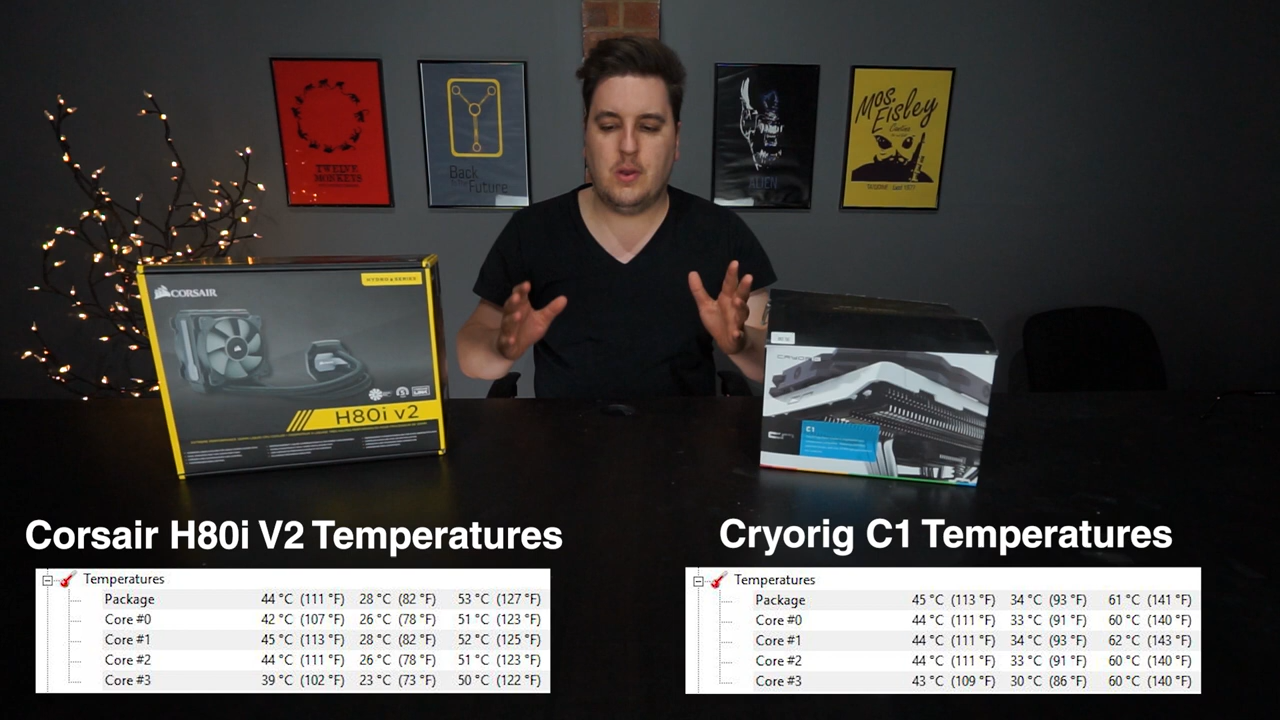 TWELVE
MONKEYS
Back
To The Future
ALIEN
Mos
Eisley
Cantina
TATOOINE
HYDRO SERIES
CORSAIR
H80i v2
CRYORIG
C1
Corsair H80i V2 Temperatures
Temperatures
Package 44 °C (111 °F) 28 °C (82 °F) 53 °C (127 °F)
Core #0 42 °C (107 °F) 26 °C (78 °F) 51 °C (123 °F)
Core #1 45 °C (113 °F) 28 °C (82 °F) 52 °C (125 °F)
Core #2 44 °C (111 °F) 26 °C (78 °F) 51 °C (123 °F)
Core #3 39 °C (102 °F) 23 °C (73 °F) 50 °C (122 °F)
Cryorig C1 Temperatures
Temperatures
Package 45 °C (113 °F) 34 °C (93 °F) 61 °C (141 °F)
Core #0 44 °C (111 °F) 33 °C (91 °F) 60 °C (140 °F)
Core #1 44 °C (111 °F) 34 °C (93 °F) 62 °C (143 °F)
Core #2 44 °C (111 °F) 33 °C (91 °F) 60 °C (140 °F)
Core #3 43 °C (109 °F) 30 °C (86 °F) 60 °C (140 °F)